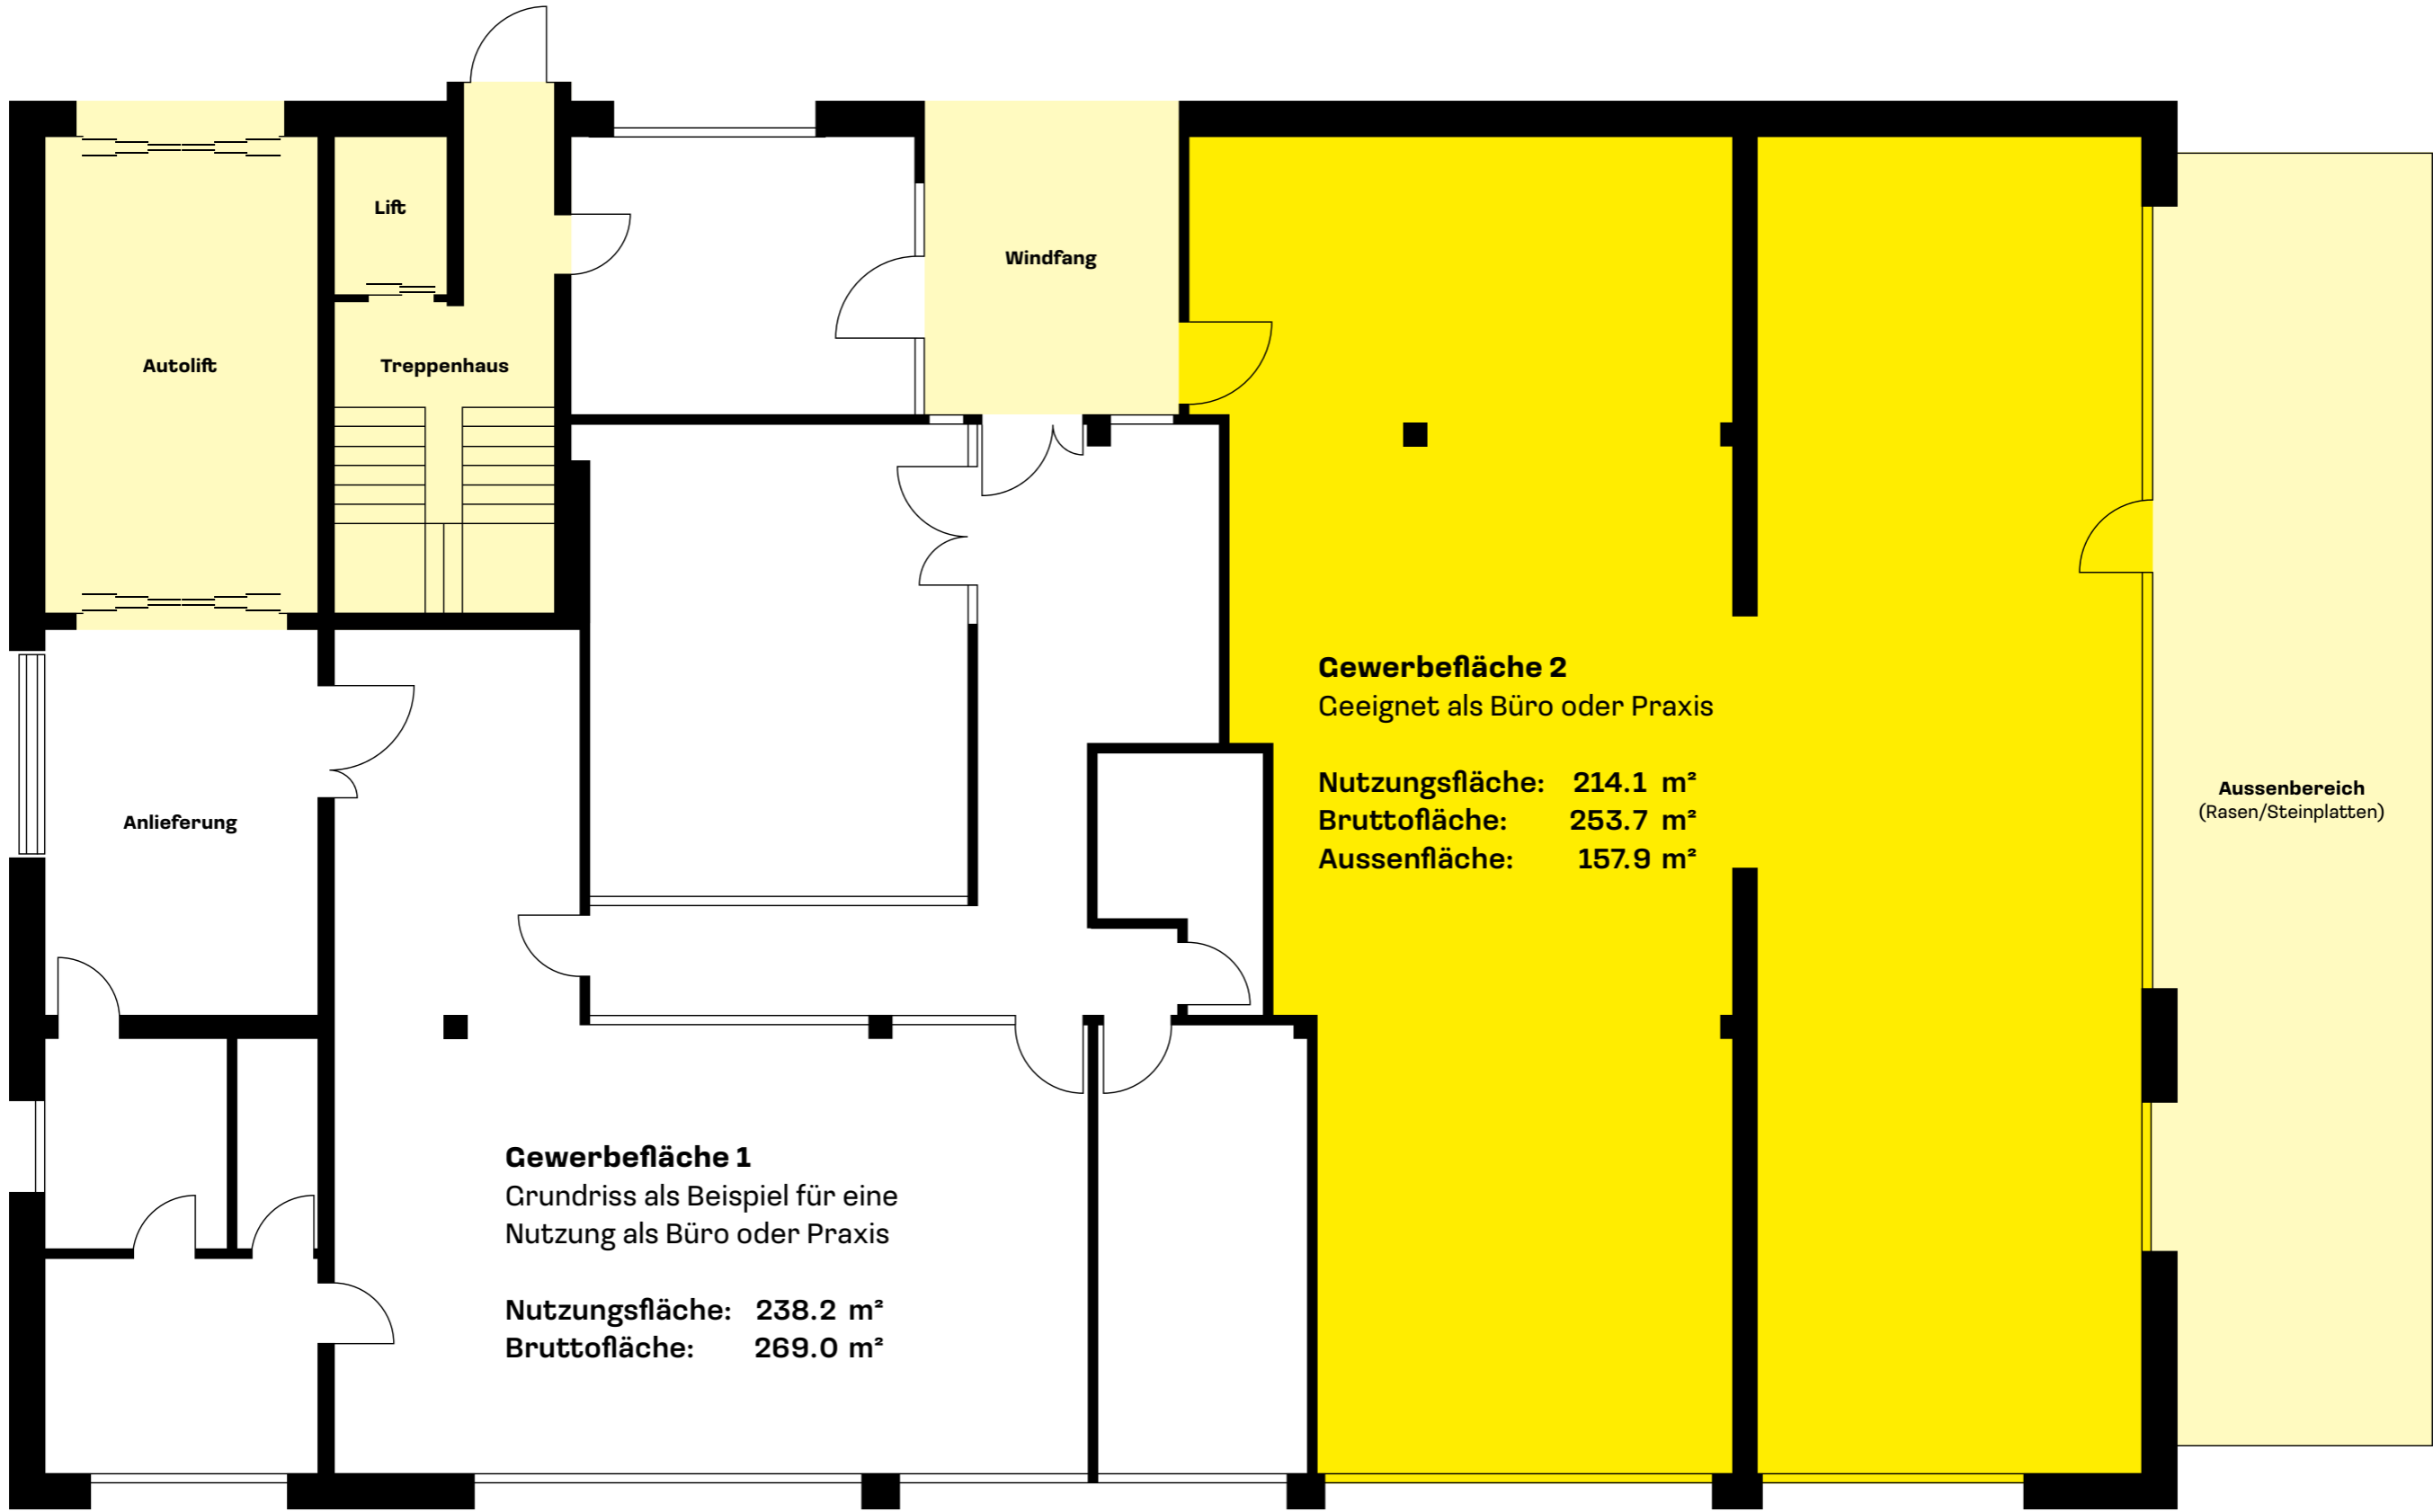 Lift
Windfang
Autolift
Treppenhaus
Gewerbefläche 2
Geeignet als Büro oder Praxis
Nutzungsfläche: 214.1 m²
Bruttofläche: 253.7 m²
Aussenfläche: 157.9 m²
Aussenbereich
(Rasen/Steinplatten)
Anlieferung
Gewerbefläche 1
Grundriss als Beispiel für eine
Nutzung als Büro oder Praxis
Nutzungsfläche: 238.2 m²
Bruttofläche: 269.0 m²